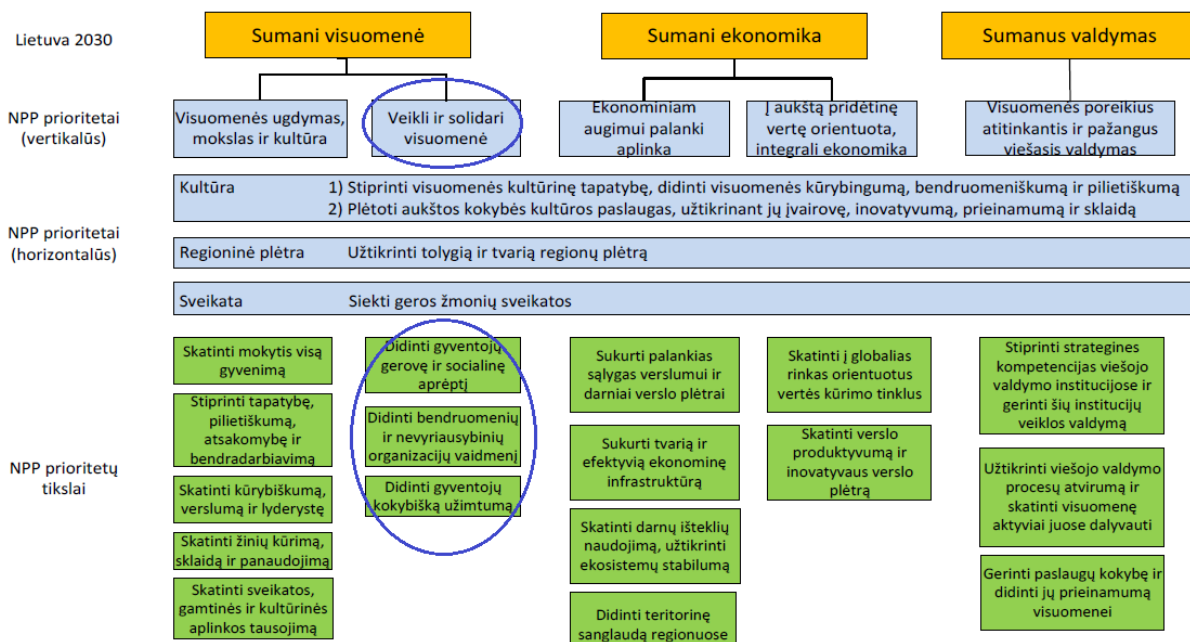 Lietuva 2030
Sumani visuomenė
Sumani ekonomika
Sumanus valdymas
NPP prioritetai
(vertikalūs)
Visuomenės ugdymas,
mokslas ir kultūra
Veikli ir solidari
visuomenė
Ekonominiam
augimui palanki
aplinka
Į aukštą pridėtinę
vertę orientuota,
integrali ekonomika
Visuomenės poreikius
atitinkantis ir pažangus
viešasis valdymas
NPP prioritetai
(horizontalūs)
Kultūra 1) Stiprinti visuomenės kultūrinę tapatybę, didinti visuomenės kūrybingumą, bendruomeniškumą ir pilietiškumą
2) Plėtoti aukštos kokybės kultūros paslaugas, užtikrinant jų įvairovę, inovatyvumą, prieinamumą ir sklaidą
Regioninė plėtra Užtikrinti tolygią ir tvarią regionų plėtrą
Sveikata Siekti geros žmonių sveikatos
NPP prioritetų
tikslai
Skatinti mokytis visą
gyvenimą
Stiprinti tapatybę,
pilietiškumą,
atsakomybę ir
bendradarbiavimą
Skatinti kūrybiškumą,
verslumą ir lyderystę
Skatinti žinių kūrimą,
sklaidą ir panaudojimą
Skatinti sveikatos,
gamtinės ir kultūrinės
aplinkos tausojimą
Didinti gyventojų
gerovę ir socialinę
aprėptį
Didinti bendruomenių
ir nevyriausybinių
organizacijų vaidmenį
Didinti gyventojų
kokybišką užimtumą
Sukurti palankias
sąlygas verslumui ir
darniai verslo plėtrai
Sukurti tvarią ir
efektyvią ekonominę
infrastruktūrą
Skatinti darnų išteklių
naudojimą, užtikrinti
ekosistemų stabilumą
Didinti teritorinę
sanglaudą regionuose
Skatinti į globalias
rinkas orientuotus
vertės kūrimo tinklus
Skatinti verslo
produktyvumą ir
inovatyvaus verslo
plėtrą
Stiprinti strategines
kompetencijas viešojo
valdymo institucijose ir
gerinti šių institucijų
veiklos valdymą
Užtikrinti viešojo valdymo
procesų atvirumą ir
skatinti visuomenę
aktyviai juose dalyvauti
Gerinti paslaugų kokybę ir
didinti jų prieinamumą
visuomenei